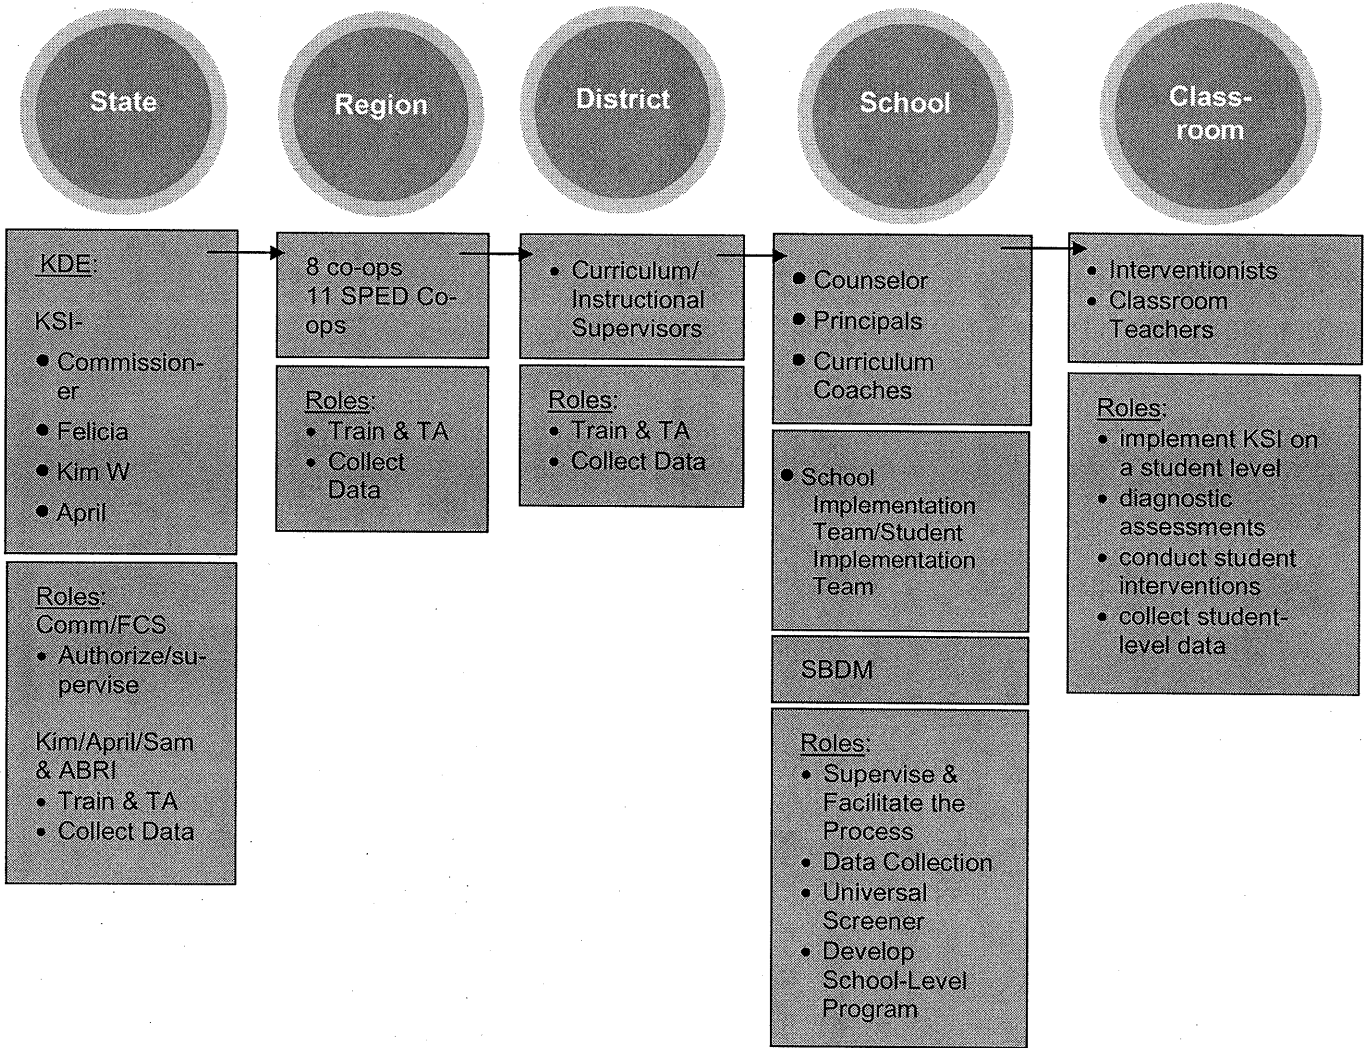 State
Region
District
School
Class-
room
KDE:
KSI-
● Commission-
er
● Felicia
● Kim W
● April
Roles:
Comm/FCS
• Authorize/su-
pervise
Kim/April/Sam
& ABRI
• Train & TA
• Collect Data
8 co-ops
11 SPED Co-
ops
Roles:
• Train & TA
• Collect
Data
• Curriculum/
Instructional
Supervisors
Roles:
• Train & TA
• Collect Data
● Counselor
● Principals
● Curriculum
Coaches
● School
Implementation
Team/Student
Implementation
Team
SBDM
Roles:
• Supervise &
Facilitate the
Process
• Data Collection
• Universal
Screener
• Develop
School-Level
Program
• Interventionists
• Classroom
Teachers
Roles:
• implement KSI on
a student level
• diagnostic
assessments
• conduct student
interventions
• collect student-
level data